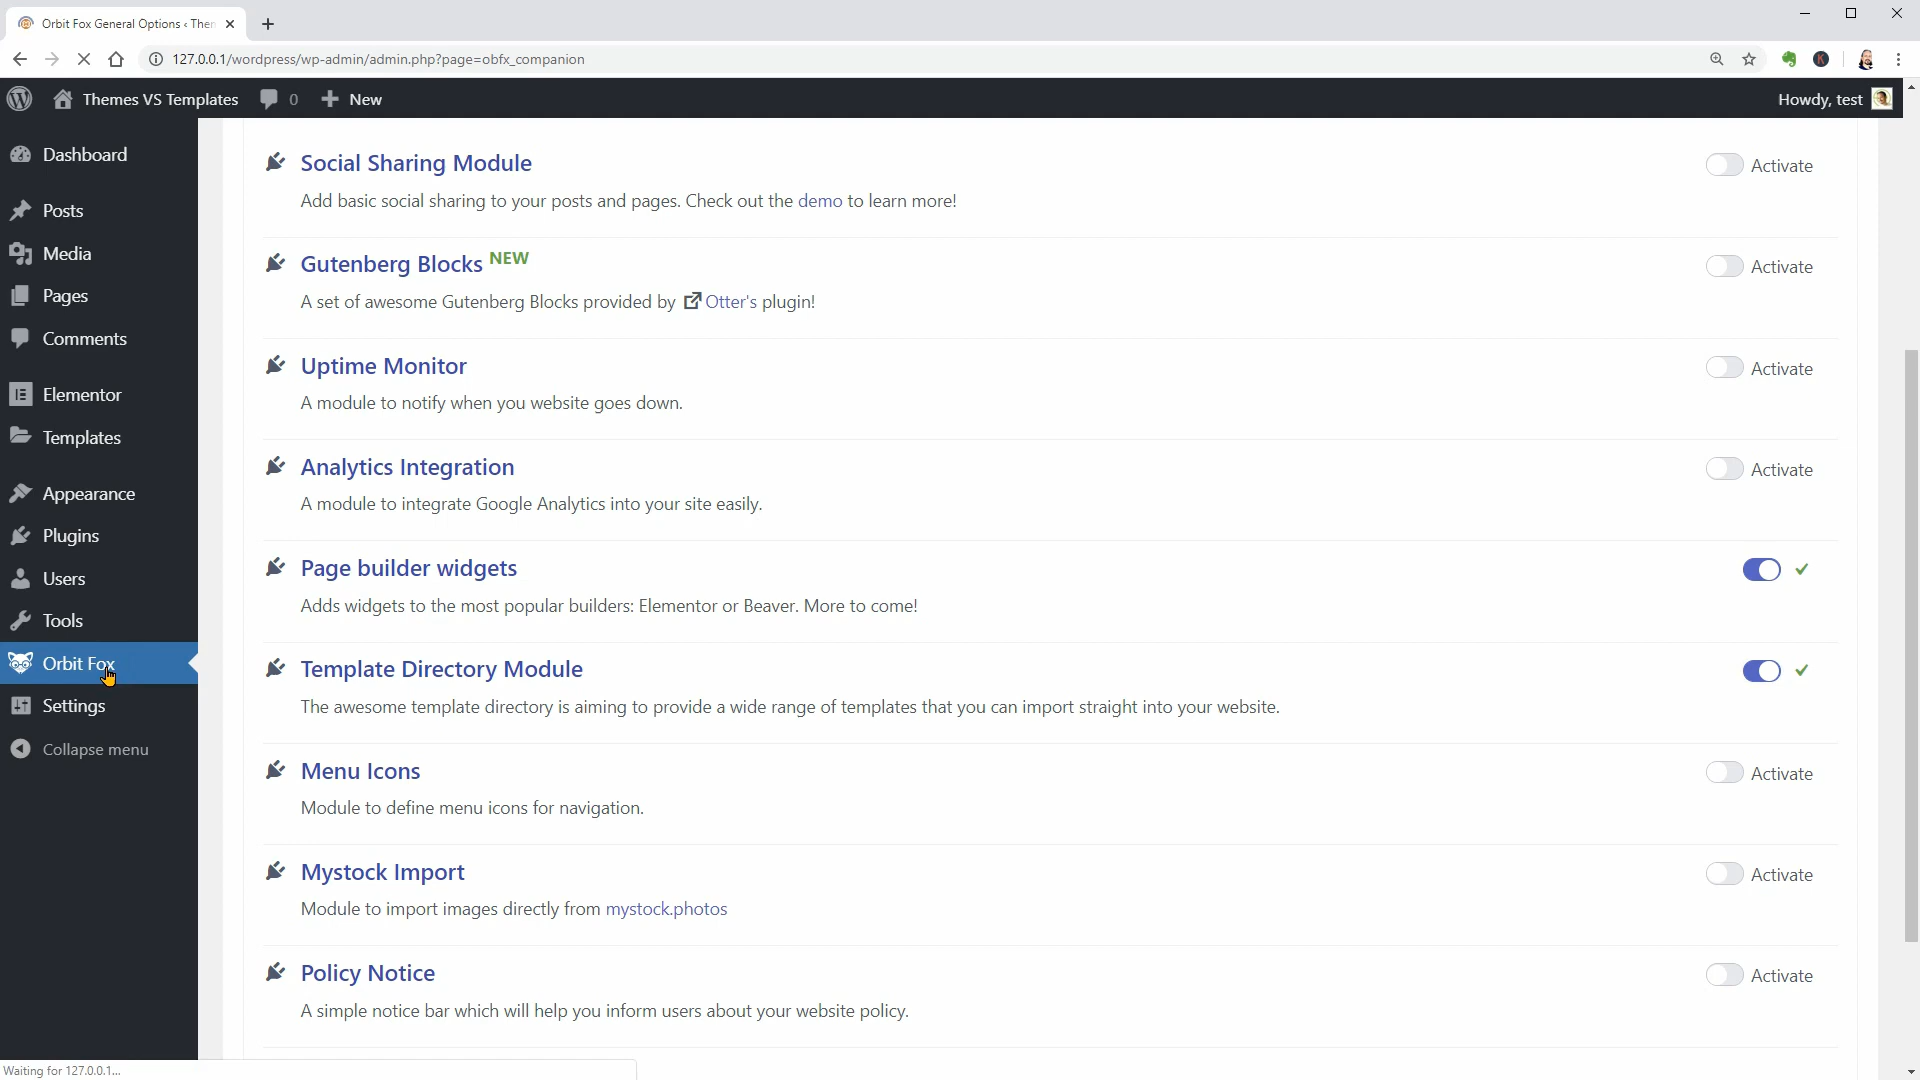 Orbit Fox General Options ‹ Ther
127.0.0.1/wordpress/wp-admin/admin.php?page=obfx_companion
Themes VS Templates
0
New
Howdy, test
Dashboard
Posts
Media
Pages
Comments
Elementor
Templates
Appearance
Plugins
Users
Tools
Orbit Fox
Settings
Collapse menu
Social Sharing Module
Activate
Add basic social sharing to your posts and pages. Check out the demo to learn more!
Gutenberg Blocks NEW
Activate
A set of awesome Gutenberg Blocks provided by Otter's plugin!
Uptime Monitor
Activate
A module to notify when you website goes down.
Analytics Integration
Activate
A module to integrate Google Analytics into your site easily.
Page builder widgets
Adds widgets to the most popular builders: Elementor or Beaver. More to come!
Template Directory Module
The awesome template directory is aiming to provide a wide range of templates that you can import straight into your website.
Menu Icons
Activate
Module to define menu icons for navigation.
Mystock Import
Activate
Module to import images directly from mystock.photos
Policy Notice
Activate
A simple notice bar which will help you inform users about your website policy.
Waiting for 127.0.0.1...